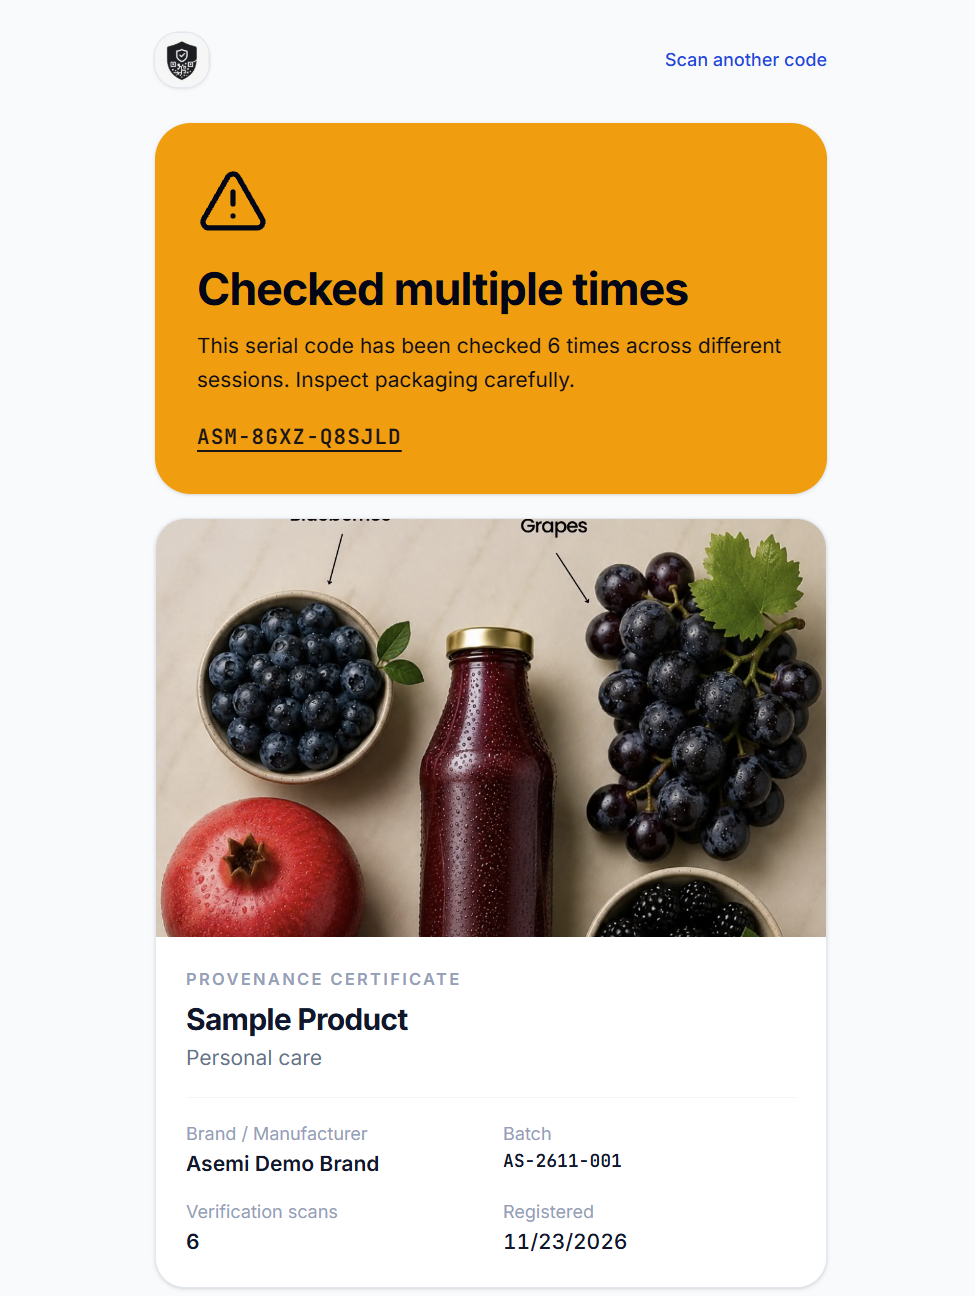 Scan another code
Checked multiple times
This serial code has been checked 6 times across different
sessions. Inspect packaging carefully.
ASM-8GXZ-Q8SJLD
Grapes
PROVENANCE CERTIFICATE
Sample Product
Personal care
Brand / Manufacturer
Asemi Demo Brand
Batch
AS-2611-001
Verification scans
6
Registered
11/23/2026